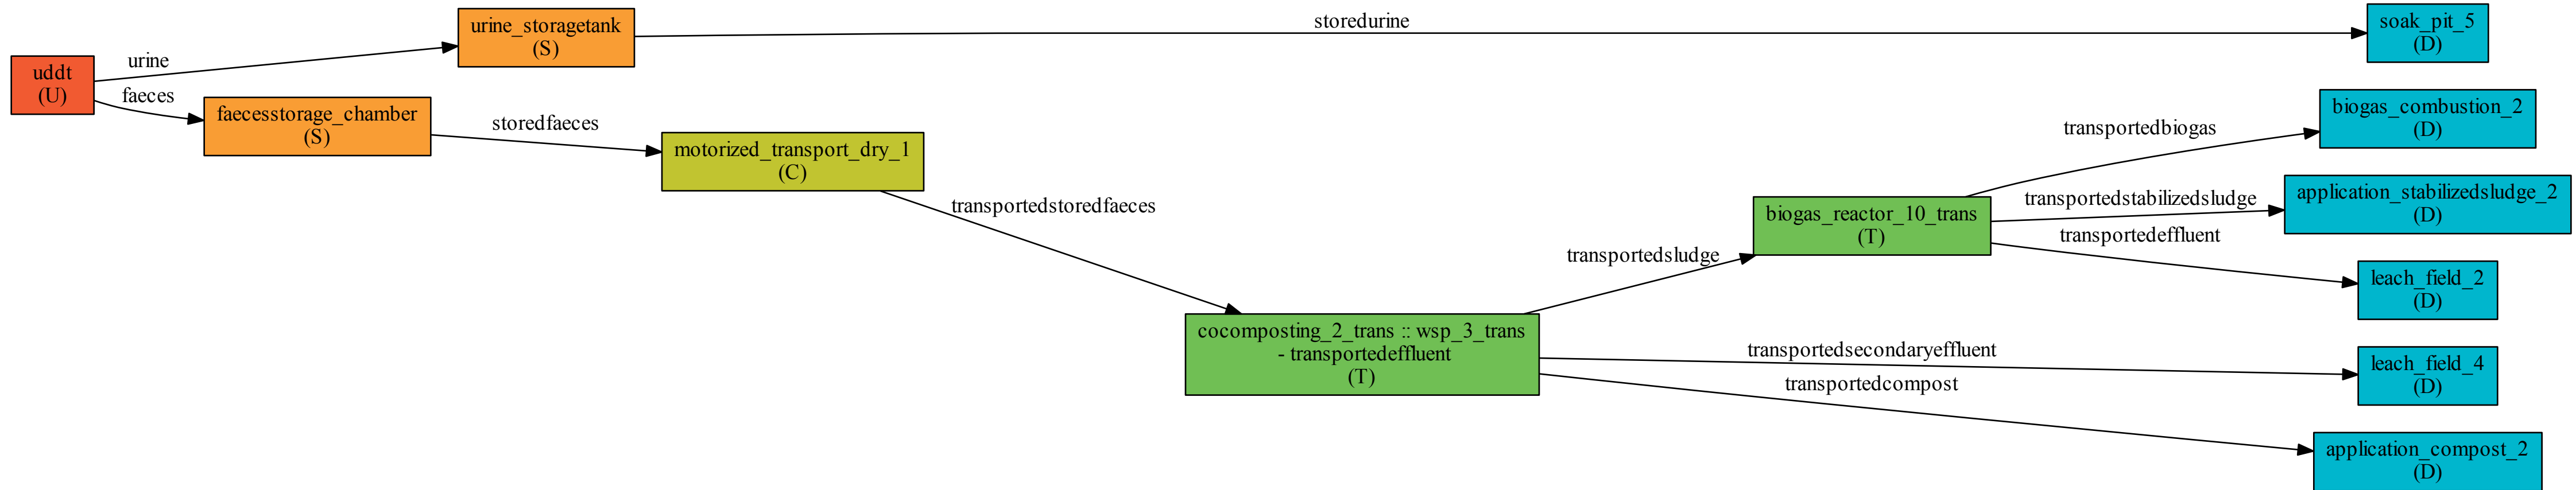 uddt
(U)
urine
faeces
urine_storagetank
(S)
faecesstorage_chamber
(S)
storedurine
storedfaeces
motorized_transport_dry_1
(C)
transportedstoredfaeces
cocomposting_2_trans :: wsp_3_trans
- transportedeffluent
(T)
transportedsludge
biogas_reactor_10_trans
(T)
transportedbiogas
transportedstabilizedsludge
transportedeffluent
transportedsecondaryeffluent
transportedcompost
soak_pit_5
(D)
biogas_combustion_2
(D)
application_stabilizedsludge_2
(D)
leach_field_2
(D)
leach_field_4
(D)
application_compost_2
(D)